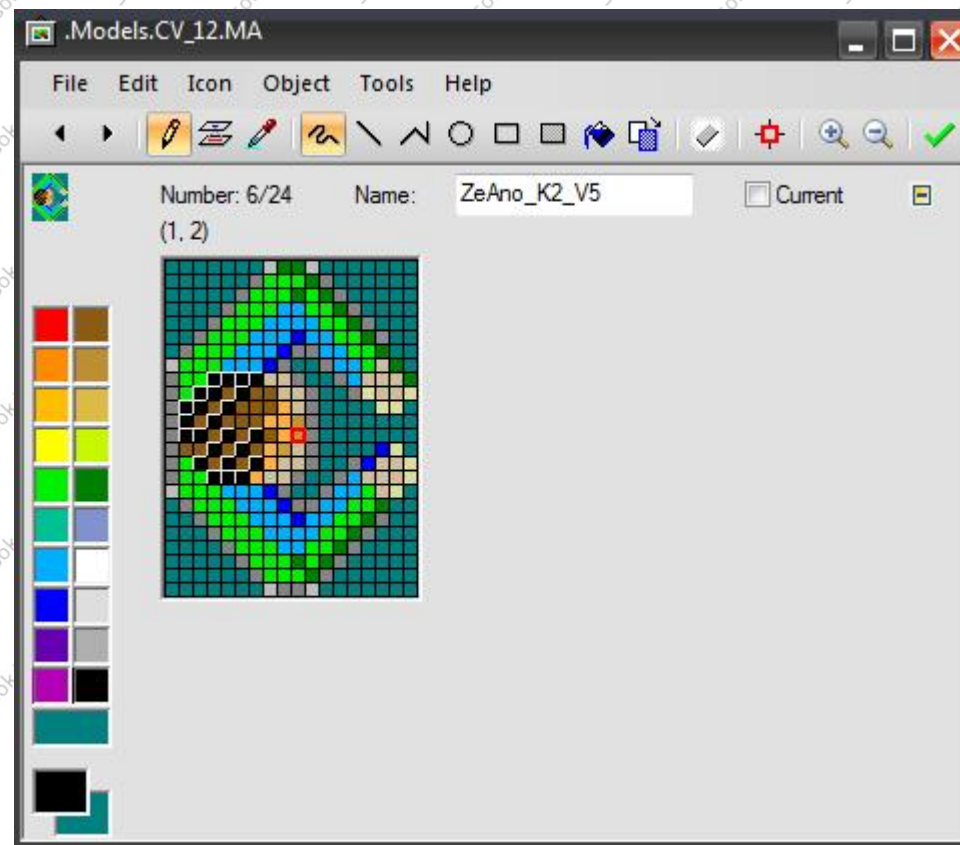 .Models.CV_12.MA
File Edit Icon Object Tools Help
Number: 6/24 Name: ZeAno_K2_V5 Current
(1, 2)